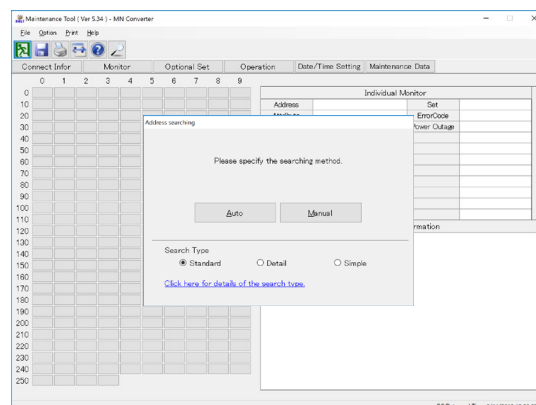 Maintenance Tool ( Ver 5.34 ) - MN Converter
File Option Print Help
Connect Infor Monitor Optional Set Operation Date/Time Setting Maintenance Data
0 1 2 3 4 5 6 7 8 9
0
10
20
30
40
50
60
70
80
90
100
110
120
130
140
150
160
170
180
190
200
210
220
230
240
250
Individual Monitor
Address Set
ErrorCode
Power Outage
Address searching
Please specify the searching method.
Auto Manual
Search Type
Standard Detail Simple
Click here for details of the search type.